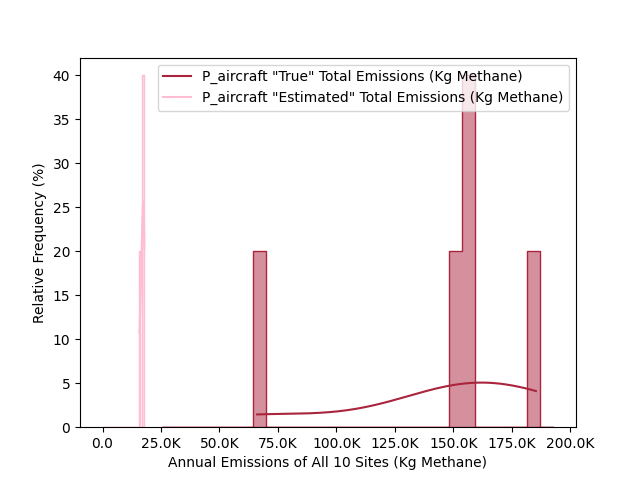 P_aircraft "True" Total Emissions (Kg Methane)
P_aircraft "Estimated" Total Emissions (Kg Methane)
40
35
30
25
20
15
10
5
0
Relative Frequency (%)
0.0 25.0K 50.0K 75.0K 100.0K 125.0K 150.0K 175.0K 200.0K
Annual Emissions of All 10 Sites (Kg Methane)